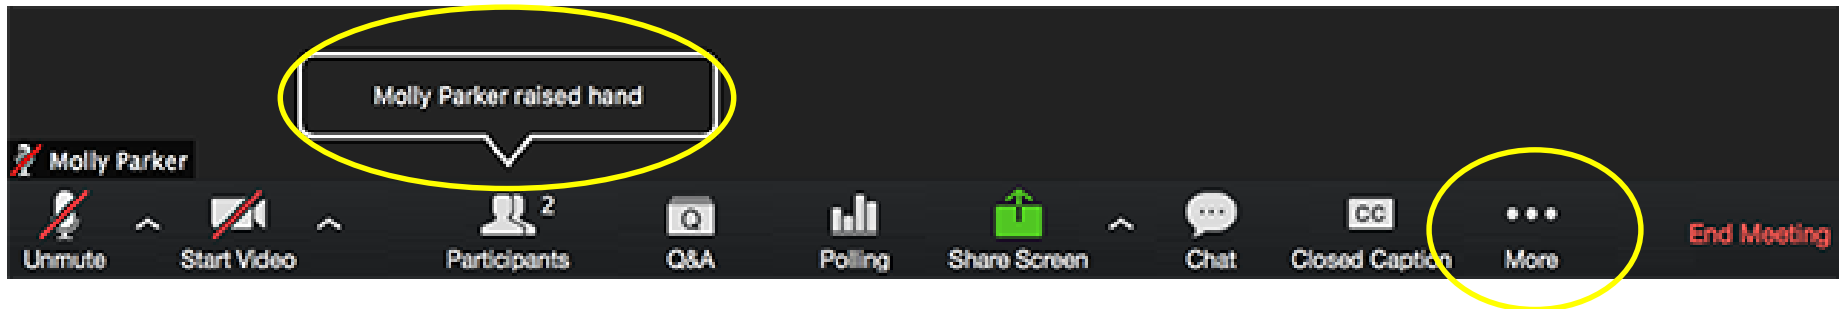 Molly Parker raised hand
Molly Parker
2
Q
CC
Unmute
Start Video
Participants
Q&A
Polling
Share Screen
Chat
Closed Caption
More
End Meeting